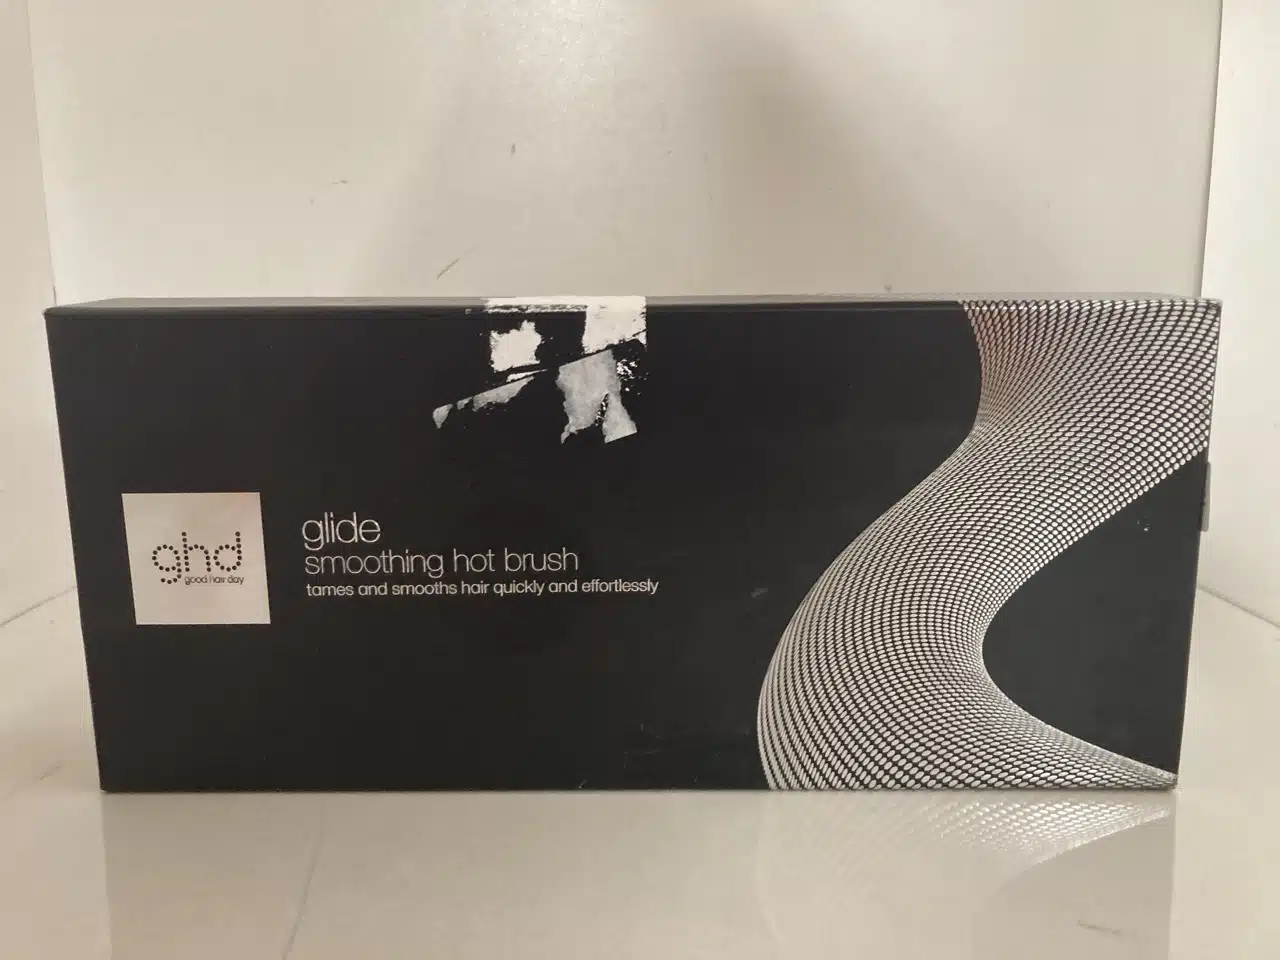 ghd
good hair day
glide
smoothing hot brush
tames and smooths hair quickly and effortlessly